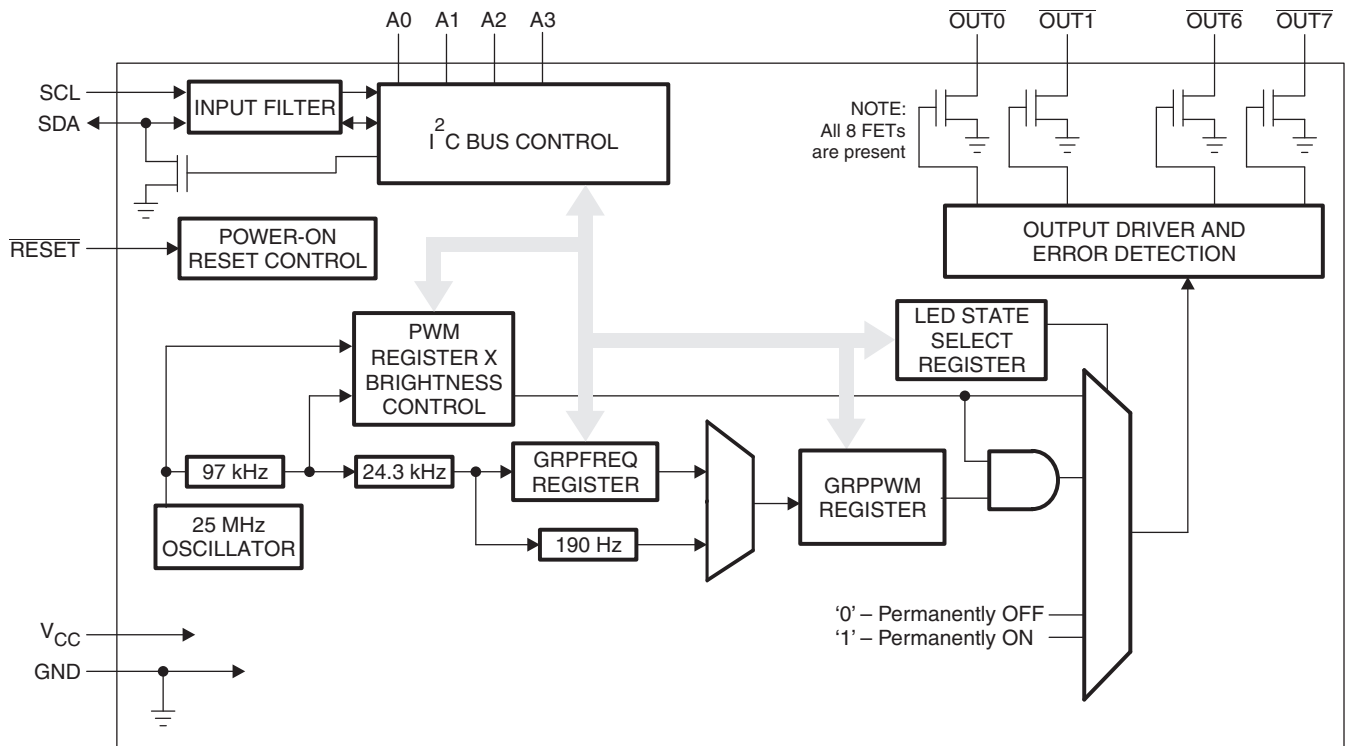 A0 A1 A2 A3
OUT0 OUT1 OUT6 OUT7
SCL
SDA
INPUT FILTER
I2C BUS CONTROL
NOTE:
All 8 FETs
are present
RESET
POWER-ON
RESET CONTROL
OUTPUT DRIVER AND
ERROR DETECTION
PWM
REGISTER X
BRIGHTNESS
CONTROL
LED STATE
SELECT
REGISTER
97 kHz
24.3 kHz
GRPFREQ
REGISTER
190 Hz
GRPPWM
REGISTER
25 MHz
OSCILLATOR
'0' – Permanently OFF
'1' – Permanently ON
VCC
GND